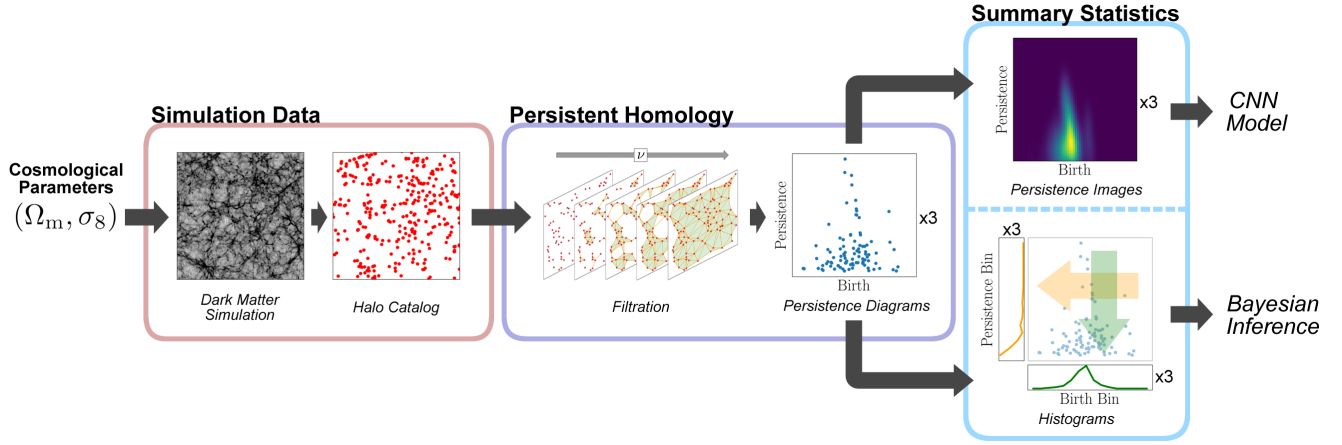 Cosmological
Parameters
(Ωm, σ8)
Simulation Data
Dark Matter
Simulation
Halo Catalog
Persistent Homology
ν
Filtration
Persistence
x3
Birth
Persistence Diagrams
Summary Statistics
Persistence
x3
Birth
Persistence Images
CNN
Model
x3
Persistence Bin
x3
Birth Bin
Histograms
Bayesian
Inference